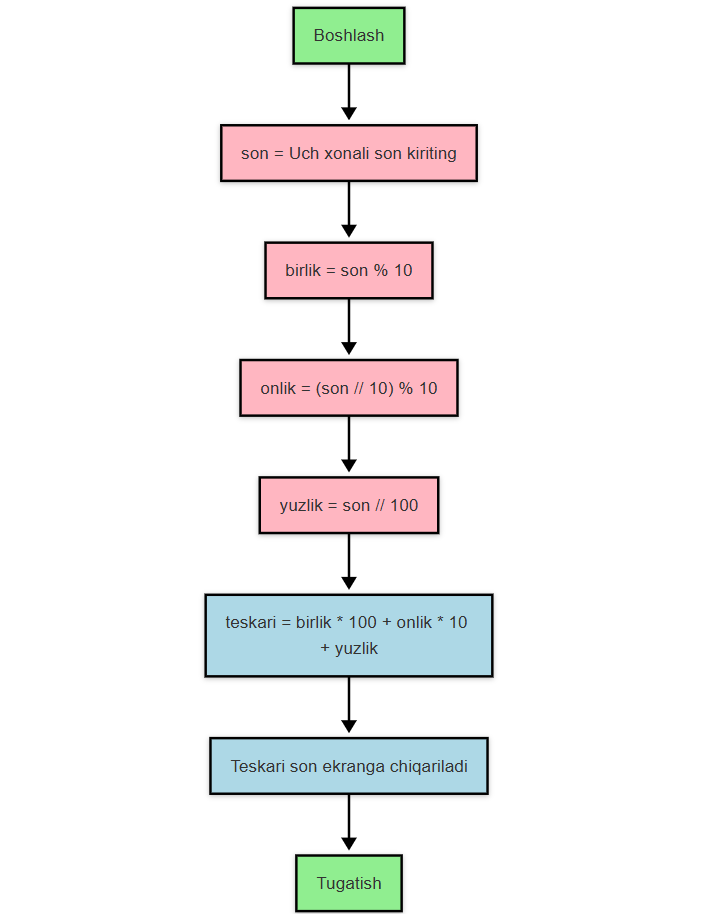 Boshlash
son = Uch xonali son kiriting
birlik = son % 10
onlik = (son // 10) % 10
yuzlik = son // 100
teskari = birlik * 100 + onlik * 10
+ yuzlik
Teskari son ekranga chiqariladi
Tugatish